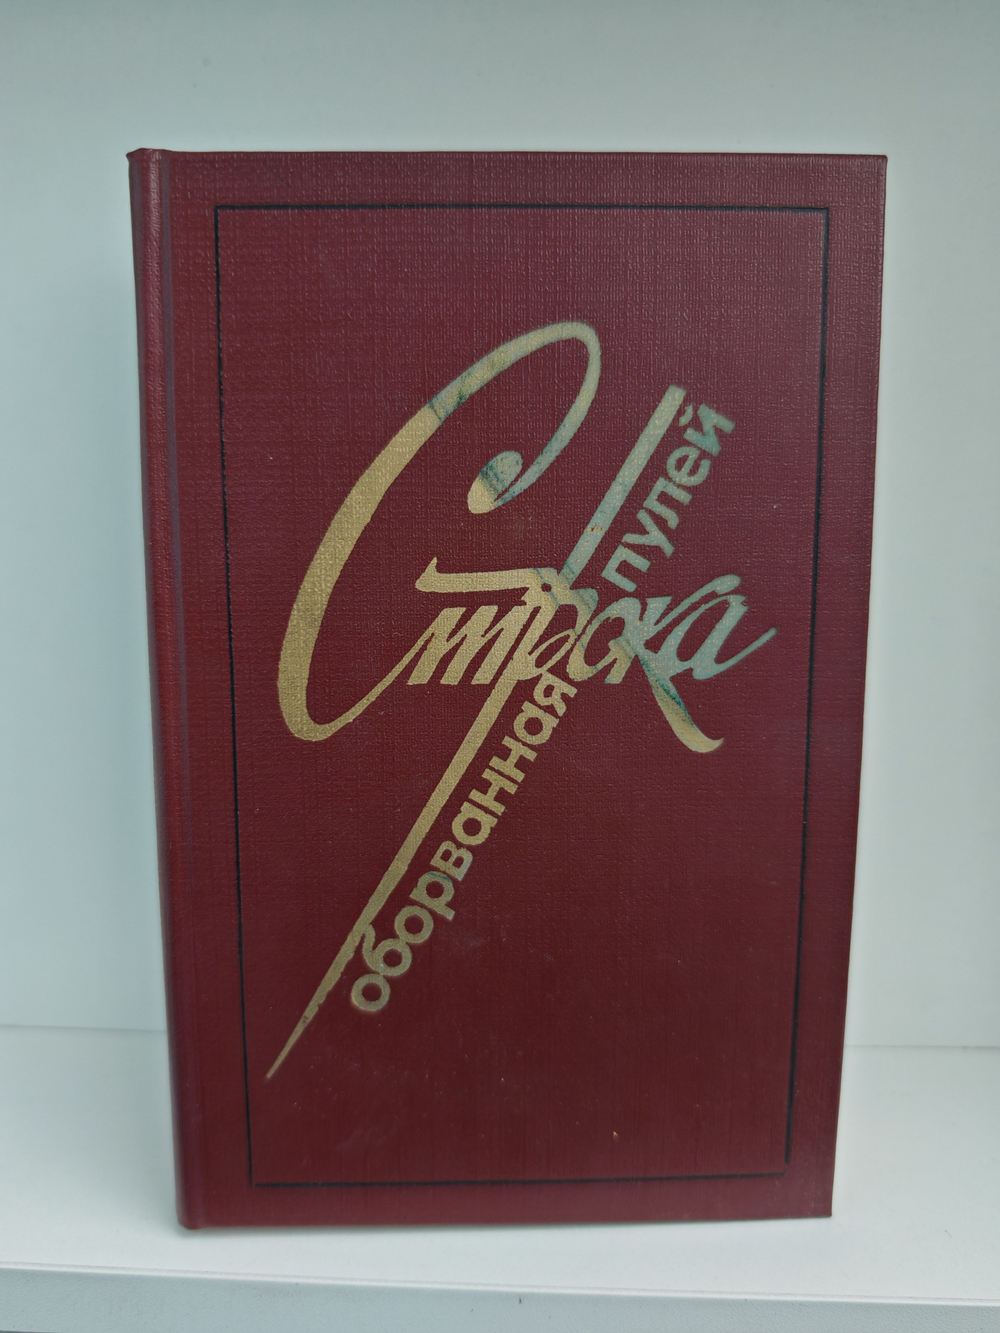 Строка
оборванная
пулей